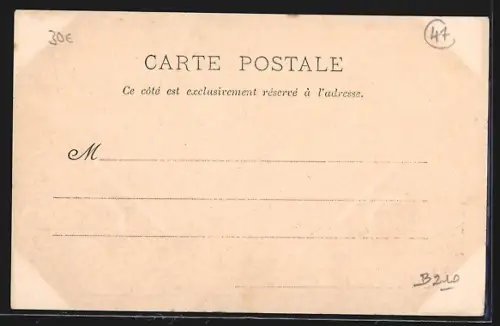 30€
47
CARTE POSTALE
Ce côté est exclusivement réservé à l'adresse.
M
B210